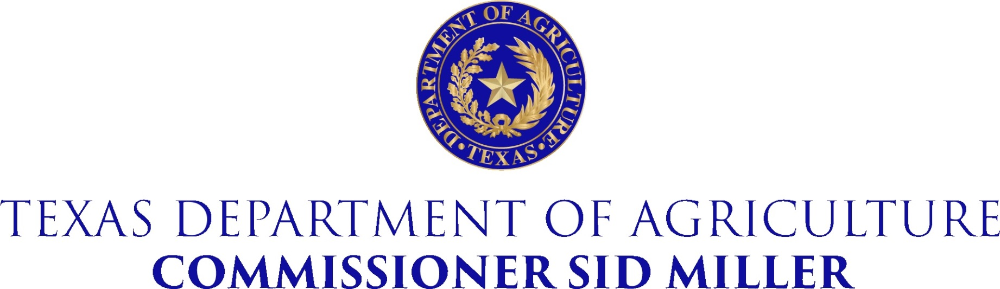 DEPARTMENT OF AGRICULTURE
• TEXAS •
TEXAS DEPARTMENT OF AGRICULTURE
COMMISSIONER SID MILLER